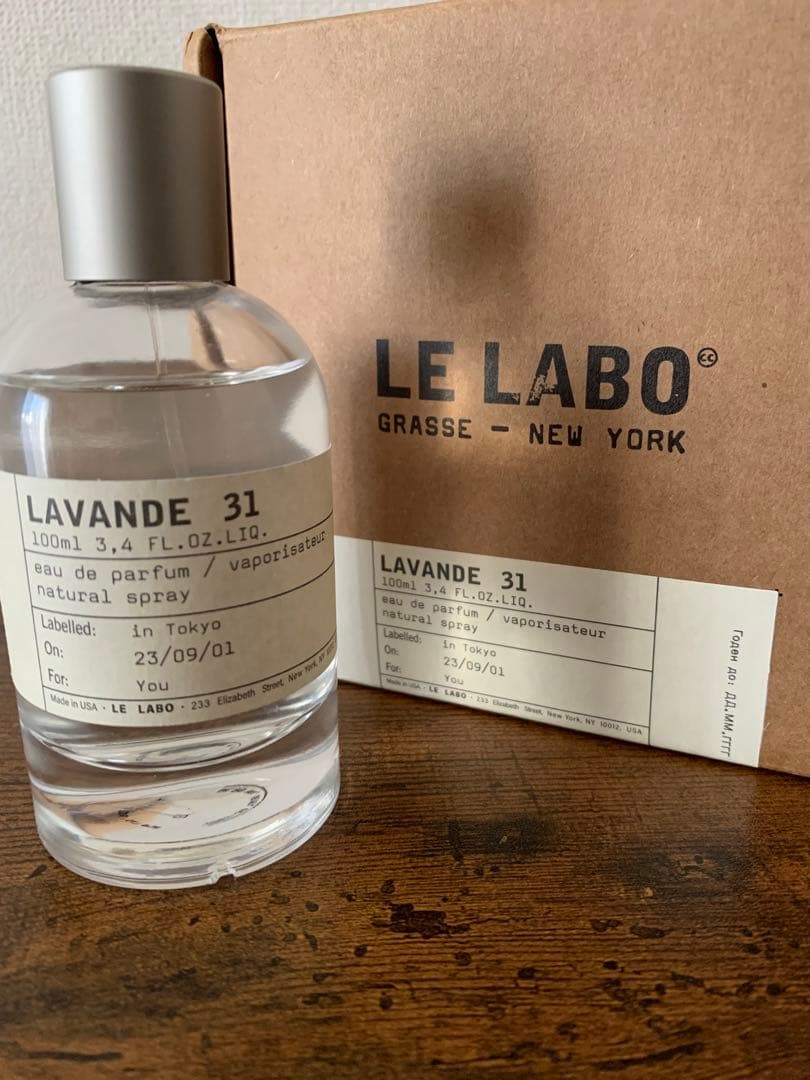 LAVANDE 31
100ml 3,4 FL.OZ.LIQ.
eau de parfum / vaporisateur
natural spray
Labelled: in Tokyo
On: 23/09/01
For: You
Made in USA · LE LABO · 233 Elizabeth Street, New York, NY
LE LABO cc
GRASSE — NEW YORK
LAVANDE 31
100ml 3,4 FL.OZ.LIQ.
eau de parfum / vaporisateur
natural spray
Labelled: in Tokyo
On: 23/09/01
For: You
Made in USA · LE LABO · 233 Elizabeth Street, New York, NY 10012, USA
Годен до: ДД.ММ.ГГГГ